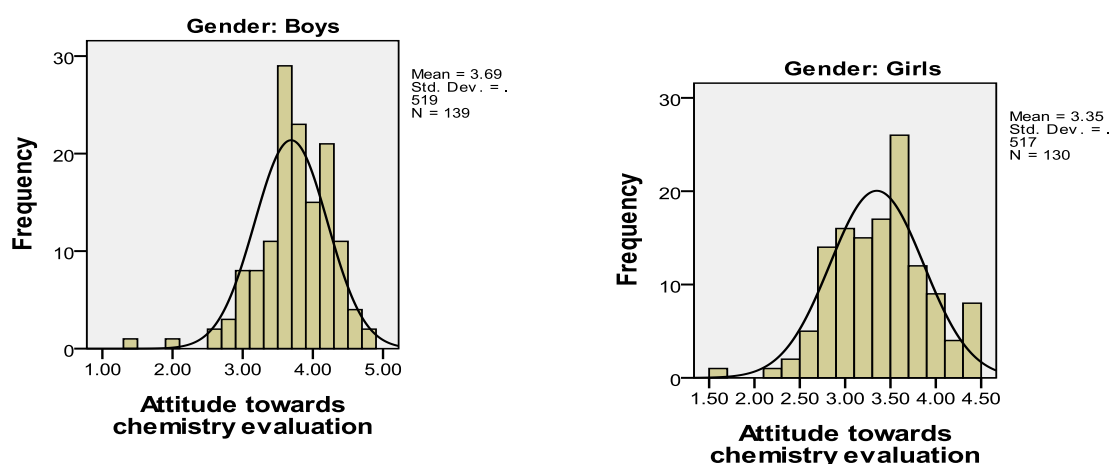 Gender: Boys
30
20
10
0
Frequency
Mean = 3.69
Std. Dev. = .
519
N = 139
1.00 2.00 3.00 4.00 5.00
Attitude towards
chemistry evaluation
Gender: Girls
30
20
10
0
Frequency
Mean = 3.35
Std. Dev. = .
517
N = 130
1.50 2.00 2.50 3.00 3.50 4.00 4.50
Attitude towards
chemistry evaluation